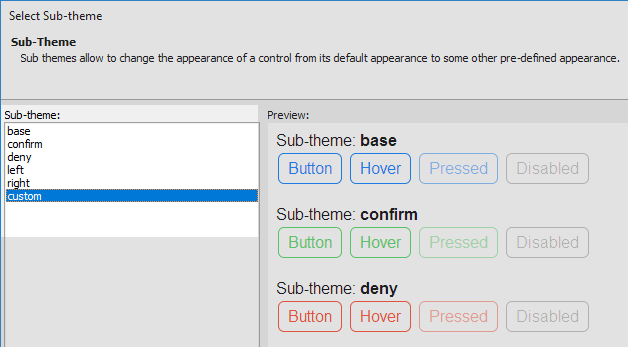 Select Sub-theme
Sub-Theme
Sub themes allow to change the appearance of a control from its default appearance to some other pre-defined appearance.
Sub-theme:
base
confirm
deny
left
right
custom
Preview:
Sub-theme: base
Button Hover Pressed Disabled
Sub-theme: confirm
Button Hover Pressed Disabled
Sub-theme: deny
Button Hover Pressed Disabled